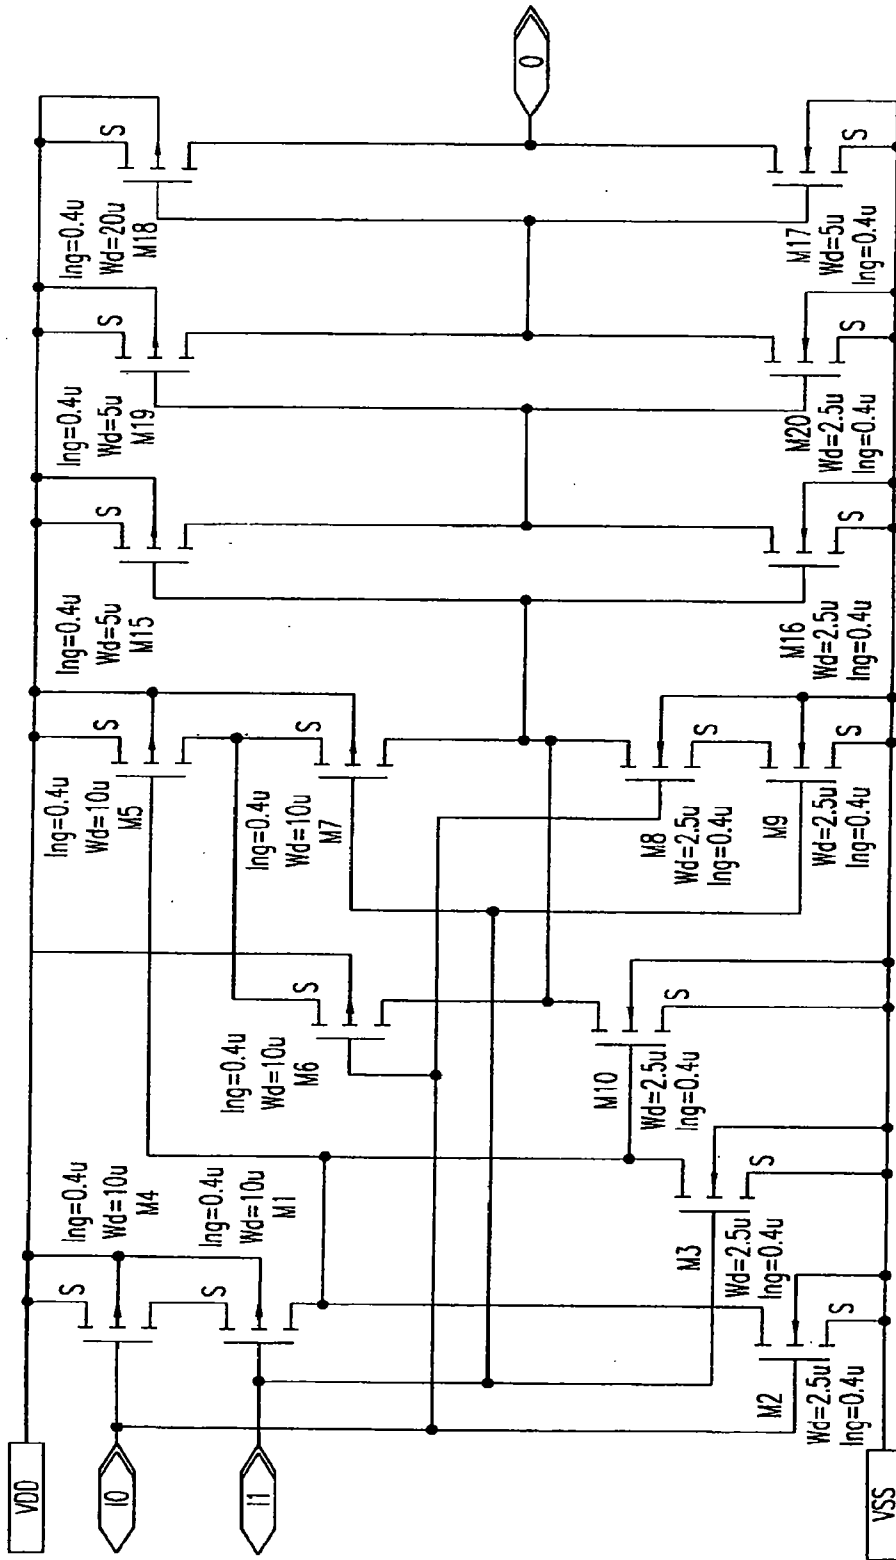 VDD
I0
I1
VSS
lng=0.4u
Wd=10u
M4
lng=0.4u
Wd=10u
M1
S
S
M2
Wd=2.5u
lng=0.4u
S
M3
Wd=2.5u
lng=0.4u
S
lng=0.4u
Wd=10u
M6
S
M10
Wd=2.5u
lng=0.4u
S
lng=0.4u
Wd=10u
M5
S
lng=0.4u
Wd=10u
M7
S
M8
Wd=2.5u
lng=0.4u
S
M9
Wd=2.5u
lng=0.4u
S
lng=0.4u
Wd=5u
M15
S
M16
Wd=2.5u
lng=0.4u
S
lng=0.4u
Wd=5u
M19
S
M20
Wd=2.5u
lng=0.4u
S
lng=0.4u
Wd=20u
M18
S
M17
Wd=5u
lng=0.4u
S
O